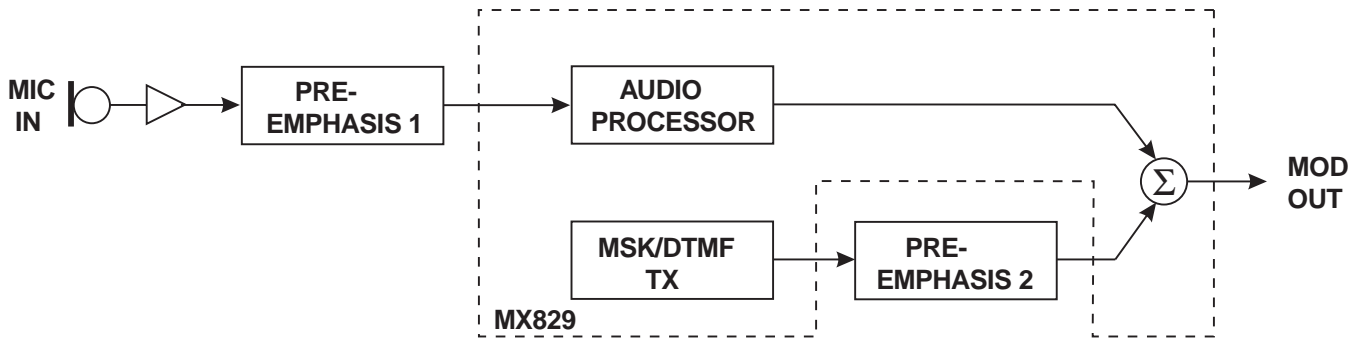 MIC
IN
PRE-
EMPHASIS 1
AUDIO
PROCESSOR
Σ
MOD
OUT
MSK/DTMF
TX
PRE-
EMPHASIS 2
MX829